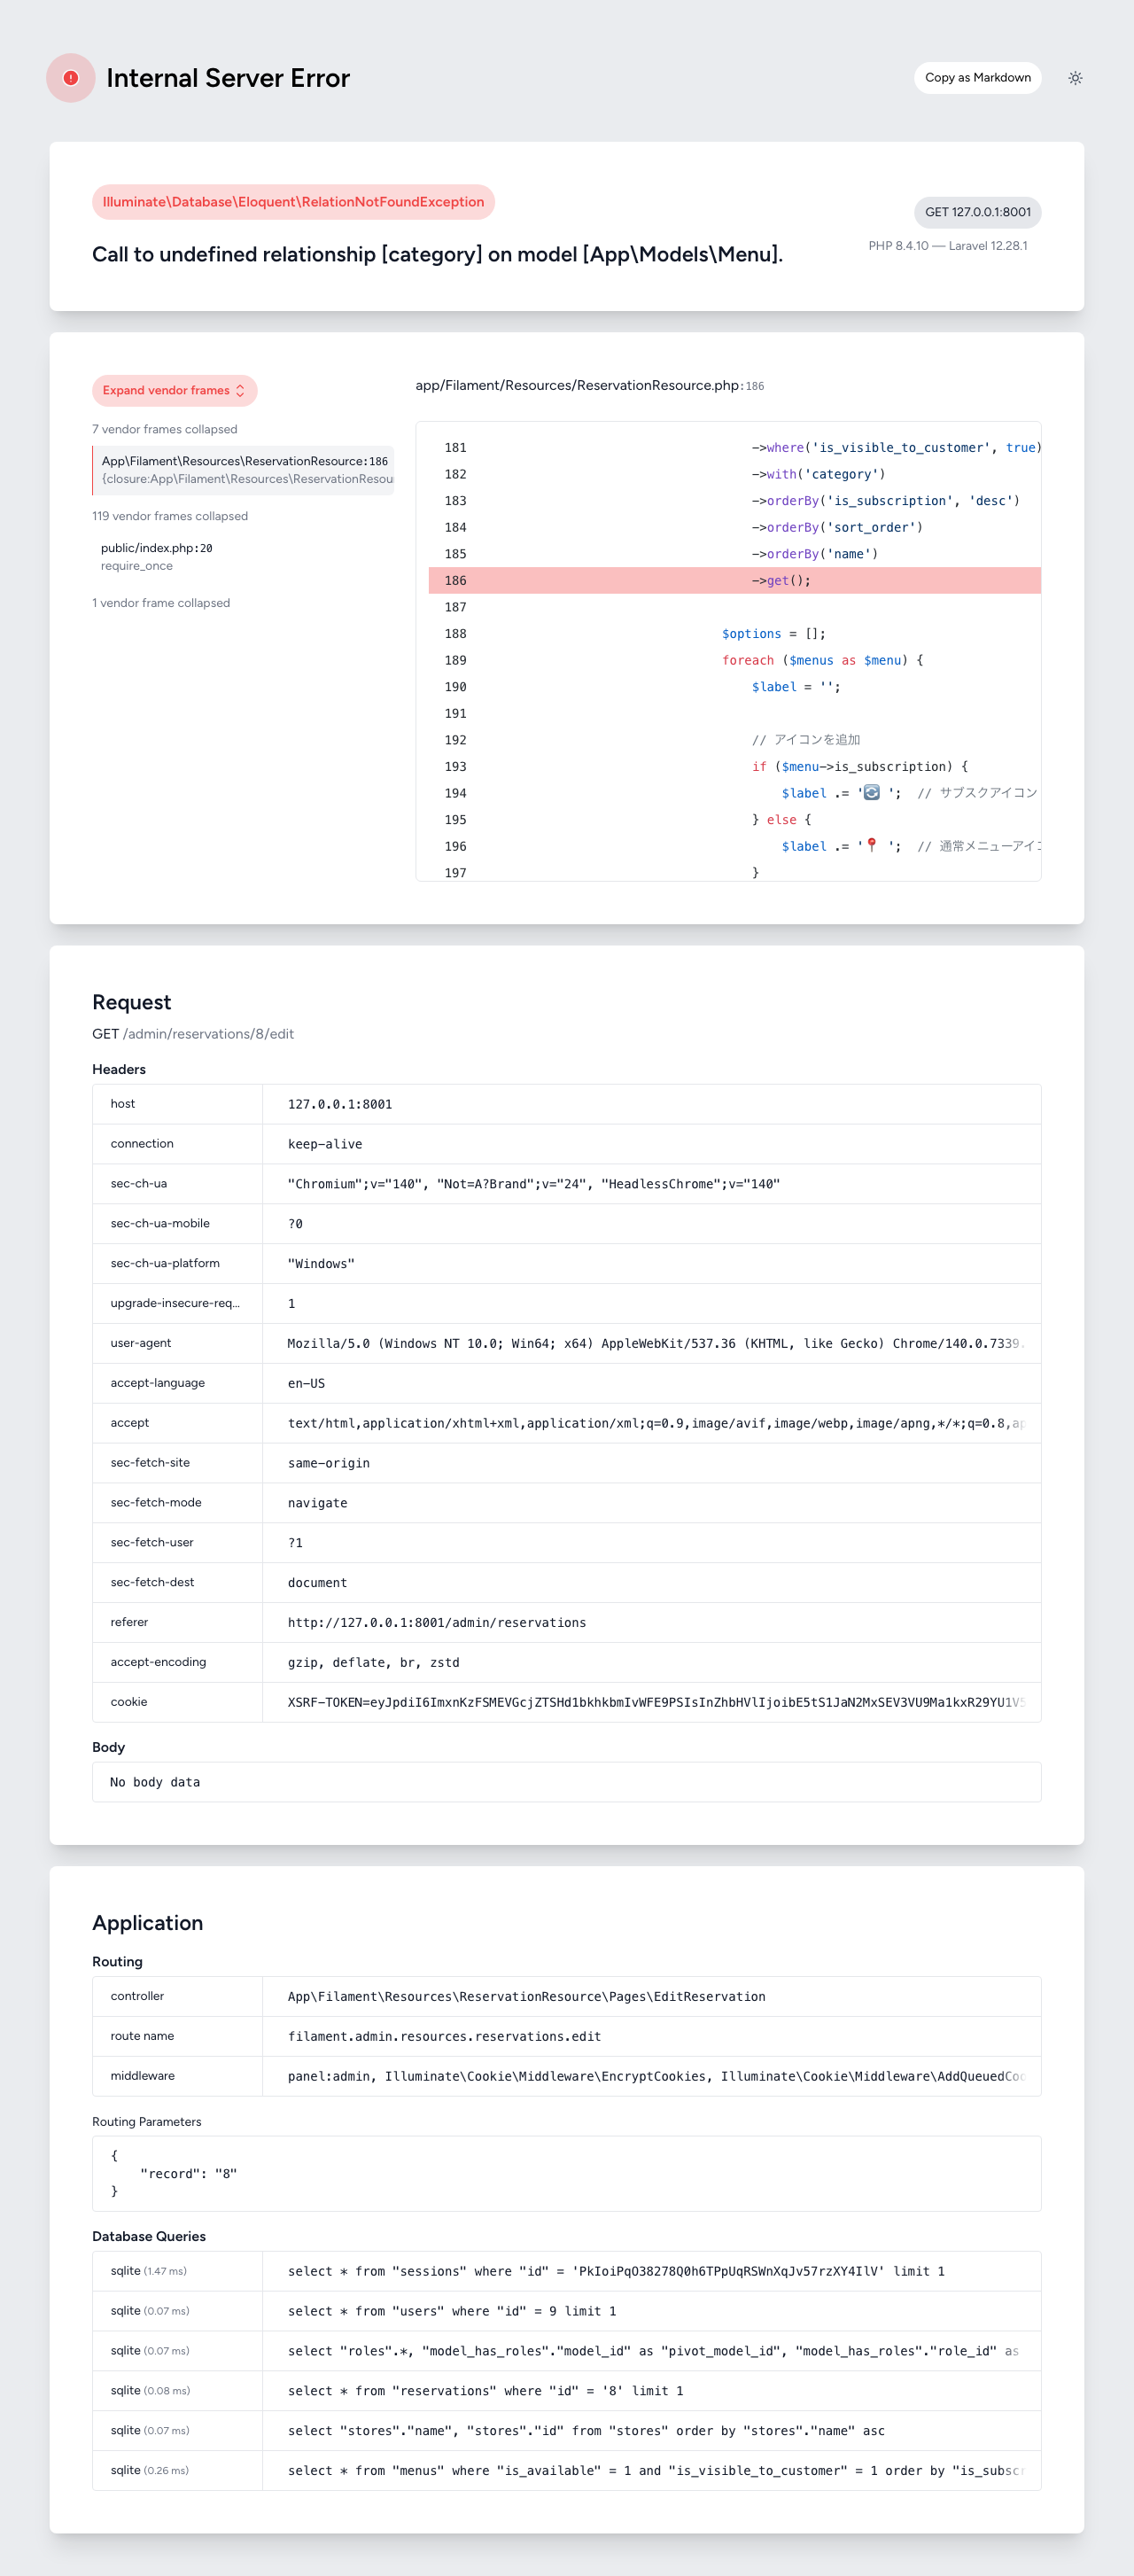 Internal Server Error
Copy as Markdown
Illuminate\Database\Eloquent\RelationNotFoundException
GET 127.0.0.1:8001
Call to undefined relationship [category] on model [App\Models\Menu].
PHP 8.4.10 — Laravel 12.28.1
Expand vendor frames
7 vendor frames collapsed
App\Filament\Resources\ReservationResource:186
{closure:App\Filament\Resources\ReservationResou
119 vendor frames collapsed
public/index.php:20
require_once
1 vendor frame collapsed
app/Filament/Resources/ReservationResource.php:186
181 ->where('is_visible_to_customer', true)
182 ->with('category')
183 ->orderBy('is_subscription', 'desc')
184 ->orderBy('sort_order')
185 ->orderBy('name')
186 ->get();
187
188 $options = [];
189 foreach ($menus as $menu) {
190 $label = '';
191
192 // アイコンを追加
193 if ($menu->is_subscription) {
194 $label .= '🔄 '; // サブスクアイコン
195 } else {
196 $label .= '📍 '; // 通常メニューアイコ
197 }
Request
GET /admin/reservations/8/edit
Headers
host 127.0.0.1:8001
connection keep-alive
sec-ch-ua "Chromium";v="140", "Not=A?Brand";v="24", "HeadlessChrome";v="140"
sec-ch-ua-mobile ?0
sec-ch-ua-platform "Windows"
upgrade-insecure-req... 1
user-agent Mozilla/5.0 (Windows NT 10.0; Win64; x64) AppleWebKit/537.36 (KHTML, like Gecko) Chrome/140.0.7339.
accept-language en-US
accept text/html,application/xhtml+xml,application/xml;q=0.9,image/avif,image/webp,image/apng,*/*;q=0.8,ap
sec-fetch-site same-origin
sec-fetch-mode navigate
sec-fetch-user ?1
sec-fetch-dest document
referer http://127.0.0.1:8001/admin/reservations
accept-encoding gzip, deflate, br, zstd
cookie XSRF-TOKEN=eyJpdiI6ImxnKzFSMEVGcjZTSHd1bkhkbmIvWFE9PSIsInZhbHVlIjoibE5tS1JaN2MxSEV3VU9Ma1kxR29YU1V5
Body
No body data
Application
Routing
controller App\Filament\Resources\ReservationResource\Pages\EditReservation
route name filament.admin.resources.reservations.edit
middleware panel:admin, Illuminate\Cookie\Middleware\EncryptCookies, Illuminate\Cookie\Middleware\AddQueuedCoo
Routing Parameters
{
"record": "8"
}
Database Queries
sqlite (1.47 ms) select * from "sessions" where "id" = 'PkIoiPqO38278Q0h6TPpUqRSWnXqJv57rzXY4IlV' limit 1
sqlite (0.07 ms) select * from "users" where "id" = 9 limit 1
sqlite (0.07 ms) select "roles".*, "model_has_roles"."model_id" as "pivot_model_id", "model_has_roles"."role_id" as
sqlite (0.08 ms) select * from "reservations" where "id" = '8' limit 1
sqlite (0.07 ms) select "stores"."name", "stores"."id" from "stores" order by "stores"."name" asc
sqlite (0.26 ms) select * from "menus" where "is_available" = 1 and "is_visible_to_customer" = 1 order by "is_subscr